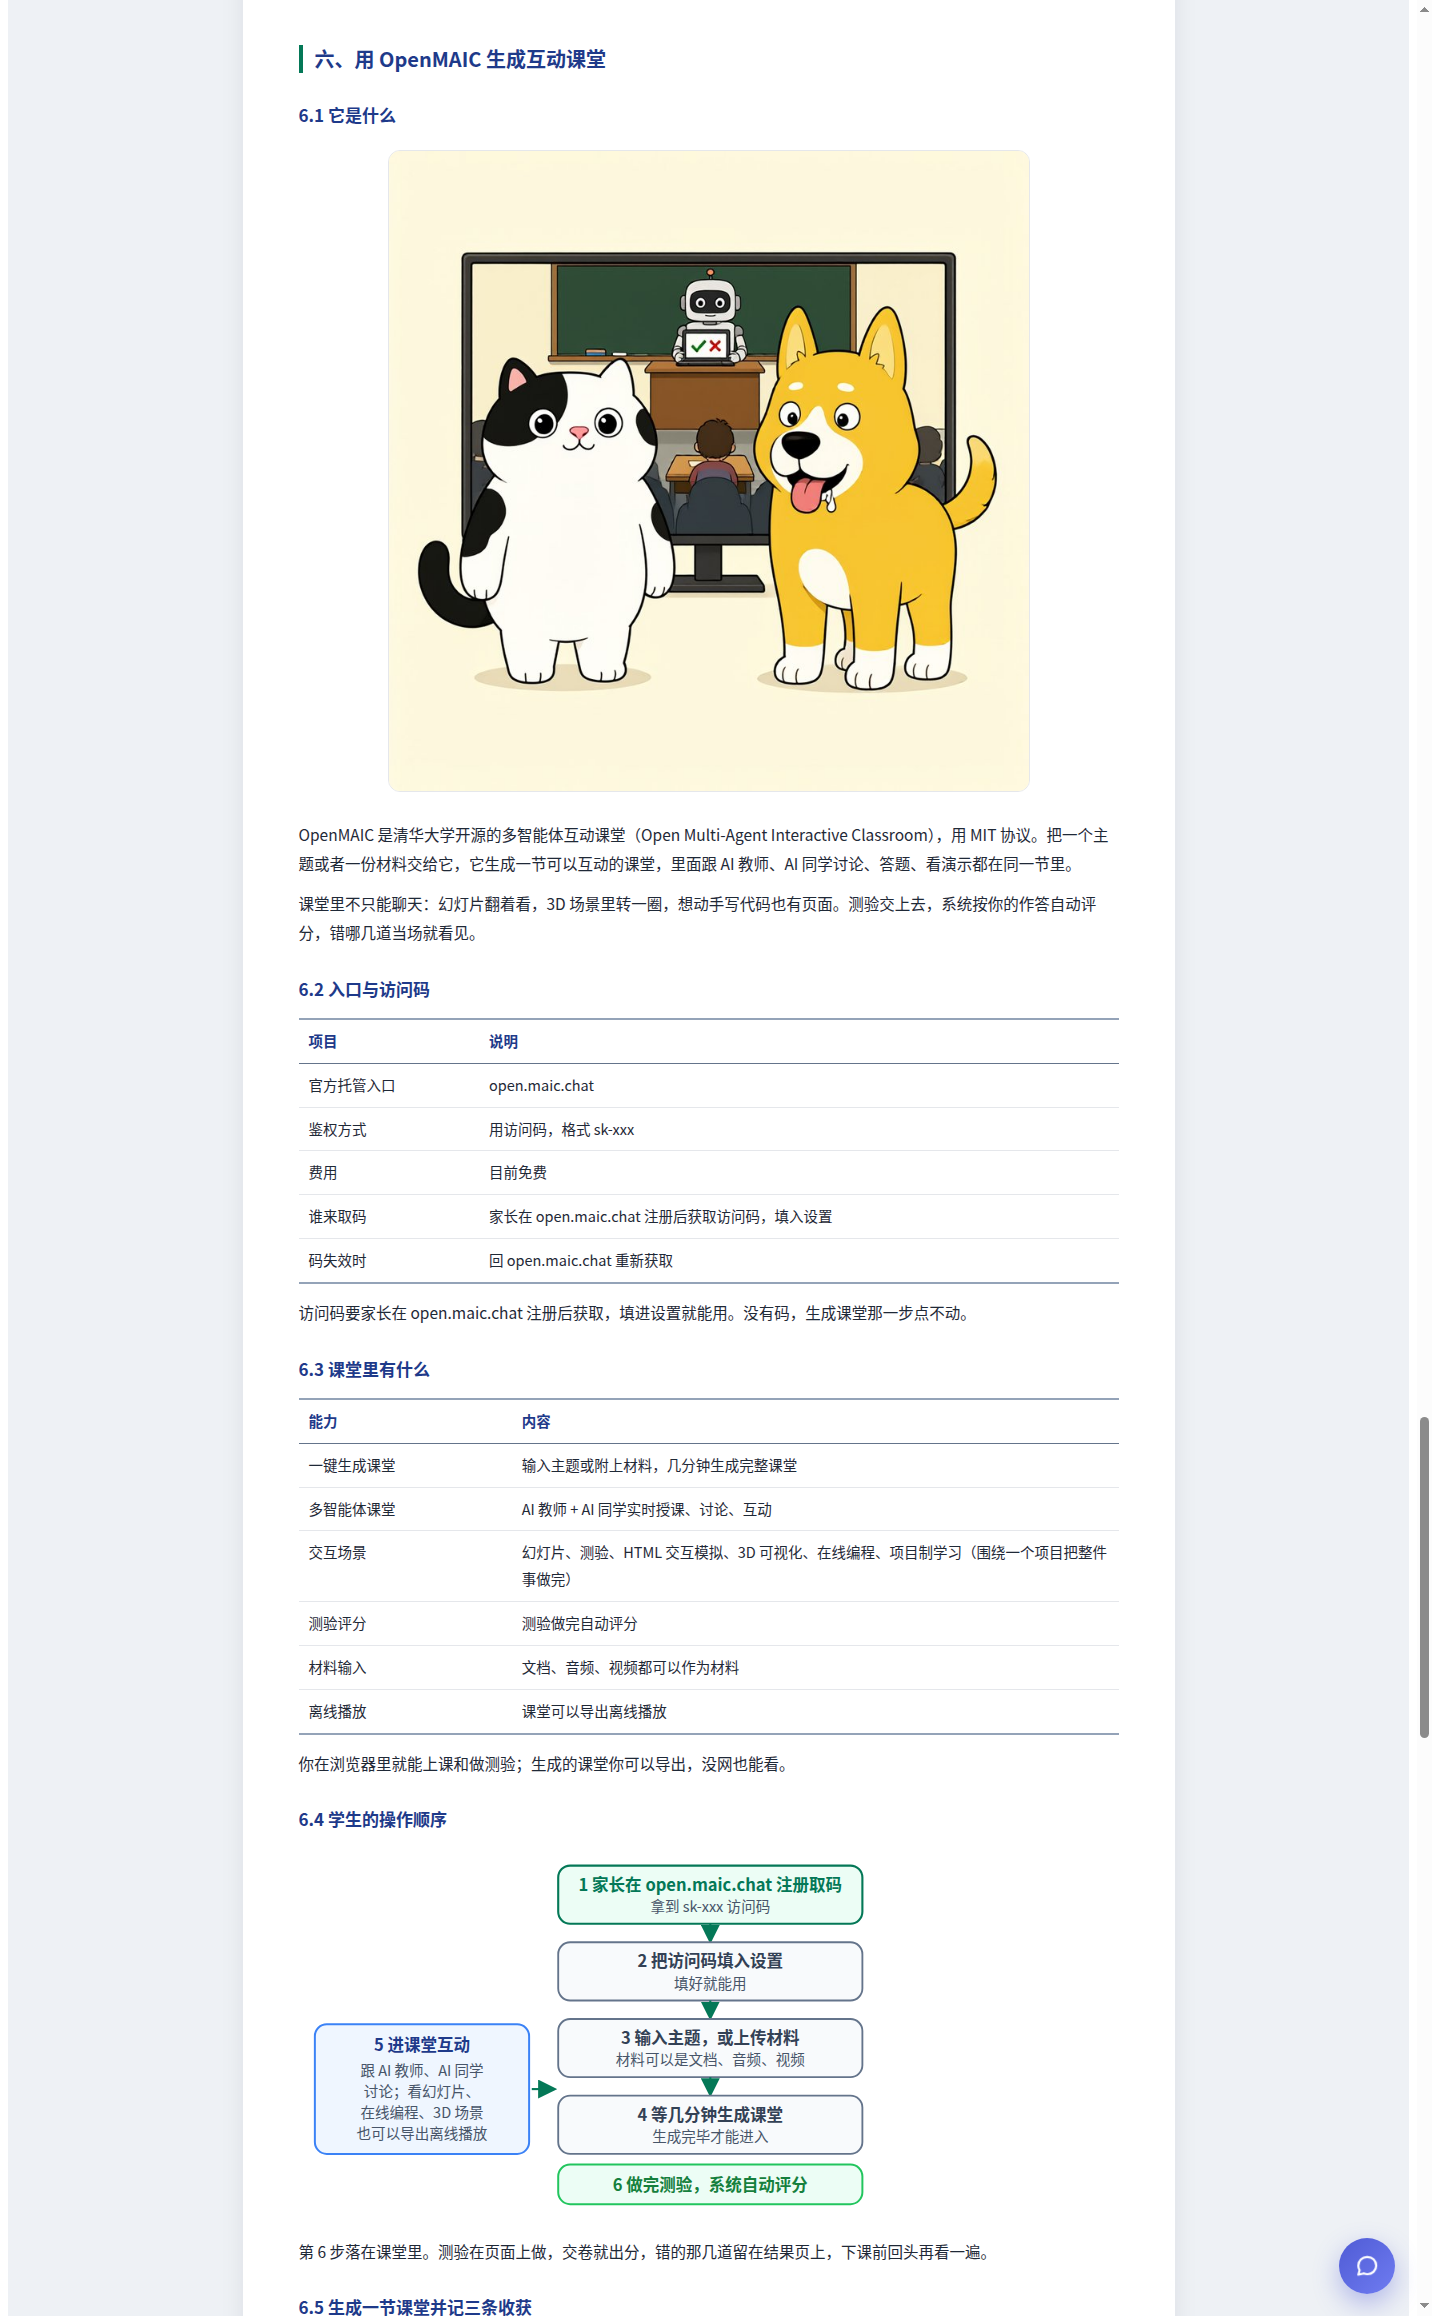 六、用 OpenMAIC 生成互动课堂
6.1 它是什么
OpenMAIC 是清华大学开源的多智能体互动课堂（Open Multi-Agent Interactive Classroom），用 MIT 协议。把一个主
题或者一份材料交给它，它生成一节可以互动的课堂，里面跟 AI 教师、AI 同学讨论、答题、看演示都在同一节里。
课堂里不只能聊天：幻灯片翻着看，3D 场景里转一圈，想动手写代码也有页面。测验交上去，系统按你的作答自动评
分，错哪几道当场就看见。
6.2 入口与访问码
项目 说明
官方托管入口 open.maic.chat
鉴权方式 用访问码，格式 sk-xxx
费用 目前免费
谁来取码 家长在 open.maic.chat 注册后获取访问码，填入设置
码失效时 回 open.maic.chat 重新获取
访问码要家长在 open.maic.chat 注册后获取，填进设置就能用。没有码，生成课堂那一步点不动。
6.3 课堂里有什么
能力 内容
一键生成课堂 输入主题或附上材料，几分钟生成完整课堂
多智能体课堂 AI 教师 + AI 同学实时授课、讨论、互动
交互场景 幻灯片、测验、HTML 交互模拟、3D 可视化、在线编程、项目制学习（围绕一个项目把整件
事做完）
测验评分 测验做完自动评分
材料输入 文档、音频、视频都可以作为材料
离线播放 课堂可以导出离线播放
你在浏览器里就能上课和做测验；生成的课堂你可以导出，没网也能看。
6.4 学生的操作顺序
1 家长在 open.maic.chat 注册取码
拿到 sk-xxx 访问码
2 把访问码填入设置
填好就能用
3 输入主题，或上传材料
材料可以是文档、音频、视频
4 等几分钟生成课堂
生成完毕才能进入
5 进课堂互动
跟 AI 教师、AI 同学
讨论；看幻灯片、
在线编程、3D 场景
也可以导出离线播放
6 做完测验，系统自动评分
第 6 步落在课堂里。测验在页面上做，交卷就出分，错的那几道留在结果页上，下课前回头再看一遍。
6.5 生成一节课堂并记三条收获